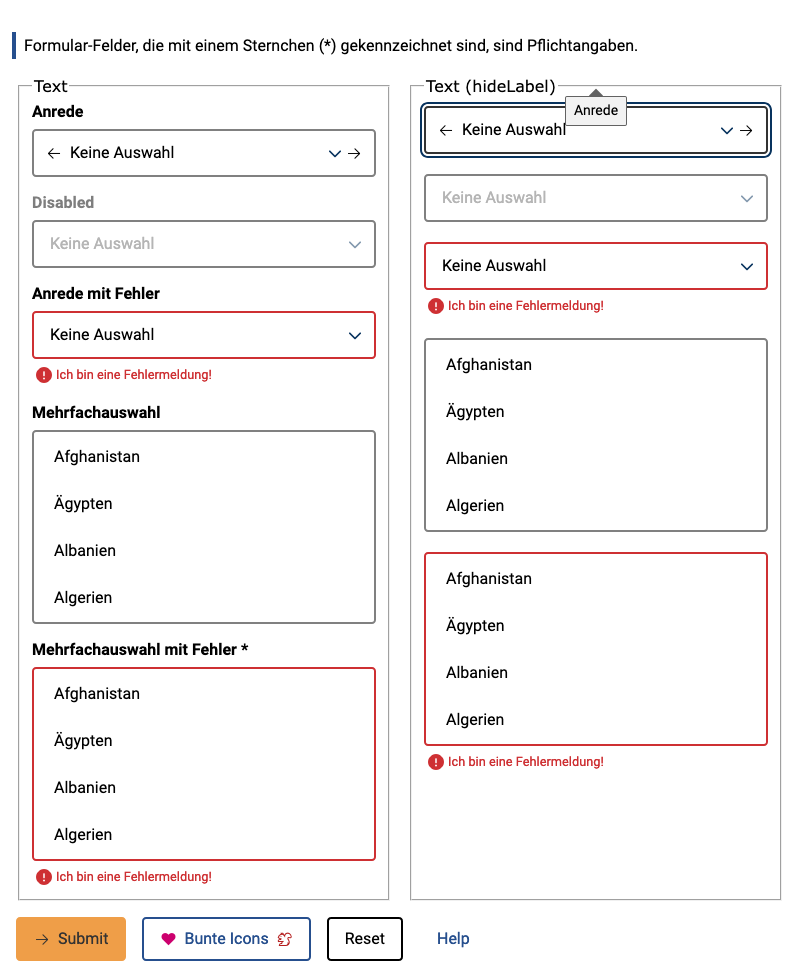 Formular-Felder, die mit einem Sternchen (*) gekennzeichnet sind, sind Pflichtangaben.
Text
Anrede
Keine Auswahl
Disabled
Keine Auswahl
Anrede mit Fehler
Keine Auswahl
Ich bin eine Fehlermeldung!
Mehrfachauswahl
Afghanistan
Ägypten
Albanien
Algerien
Mehrfachauswahl mit Fehler *
Afghanistan
Ägypten
Albanien
Algerien
Ich bin eine Fehlermeldung!
Text (hideLabel)
Anrede
Keine Auswahl
Keine Auswahl
Keine Auswahl
Ich bin eine Fehlermeldung!
Afghanistan
Ägypten
Albanien
Algerien
Afghanistan
Ägypten
Albanien
Algerien
Ich bin eine Fehlermeldung!
Submit
Bunte Icons
Reset
Help